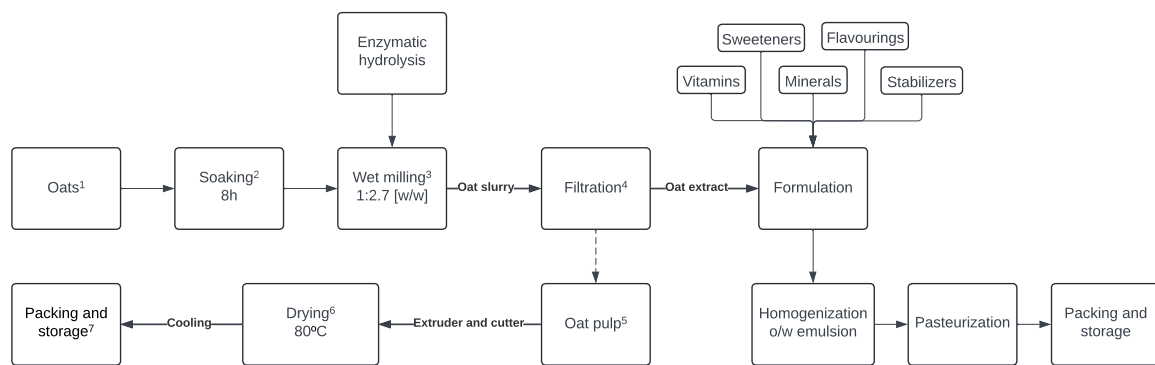 Enzymatic
hydrolysis
Sweeteners
Flavourings
Vitamins
Minerals
Stabilizers
Oats¹
Soaking²
8h
Wet milling³
1:2.7 [w/w]
Oat slurry
Filtration⁴
Oat extract
Formulation
Packing and
storage⁷
Cooling
Drying⁶
80ºC
Extruder and cutter
Oat pulp⁵
Homogenization
o/w emulsion
Pasteurization
Packing and
storage